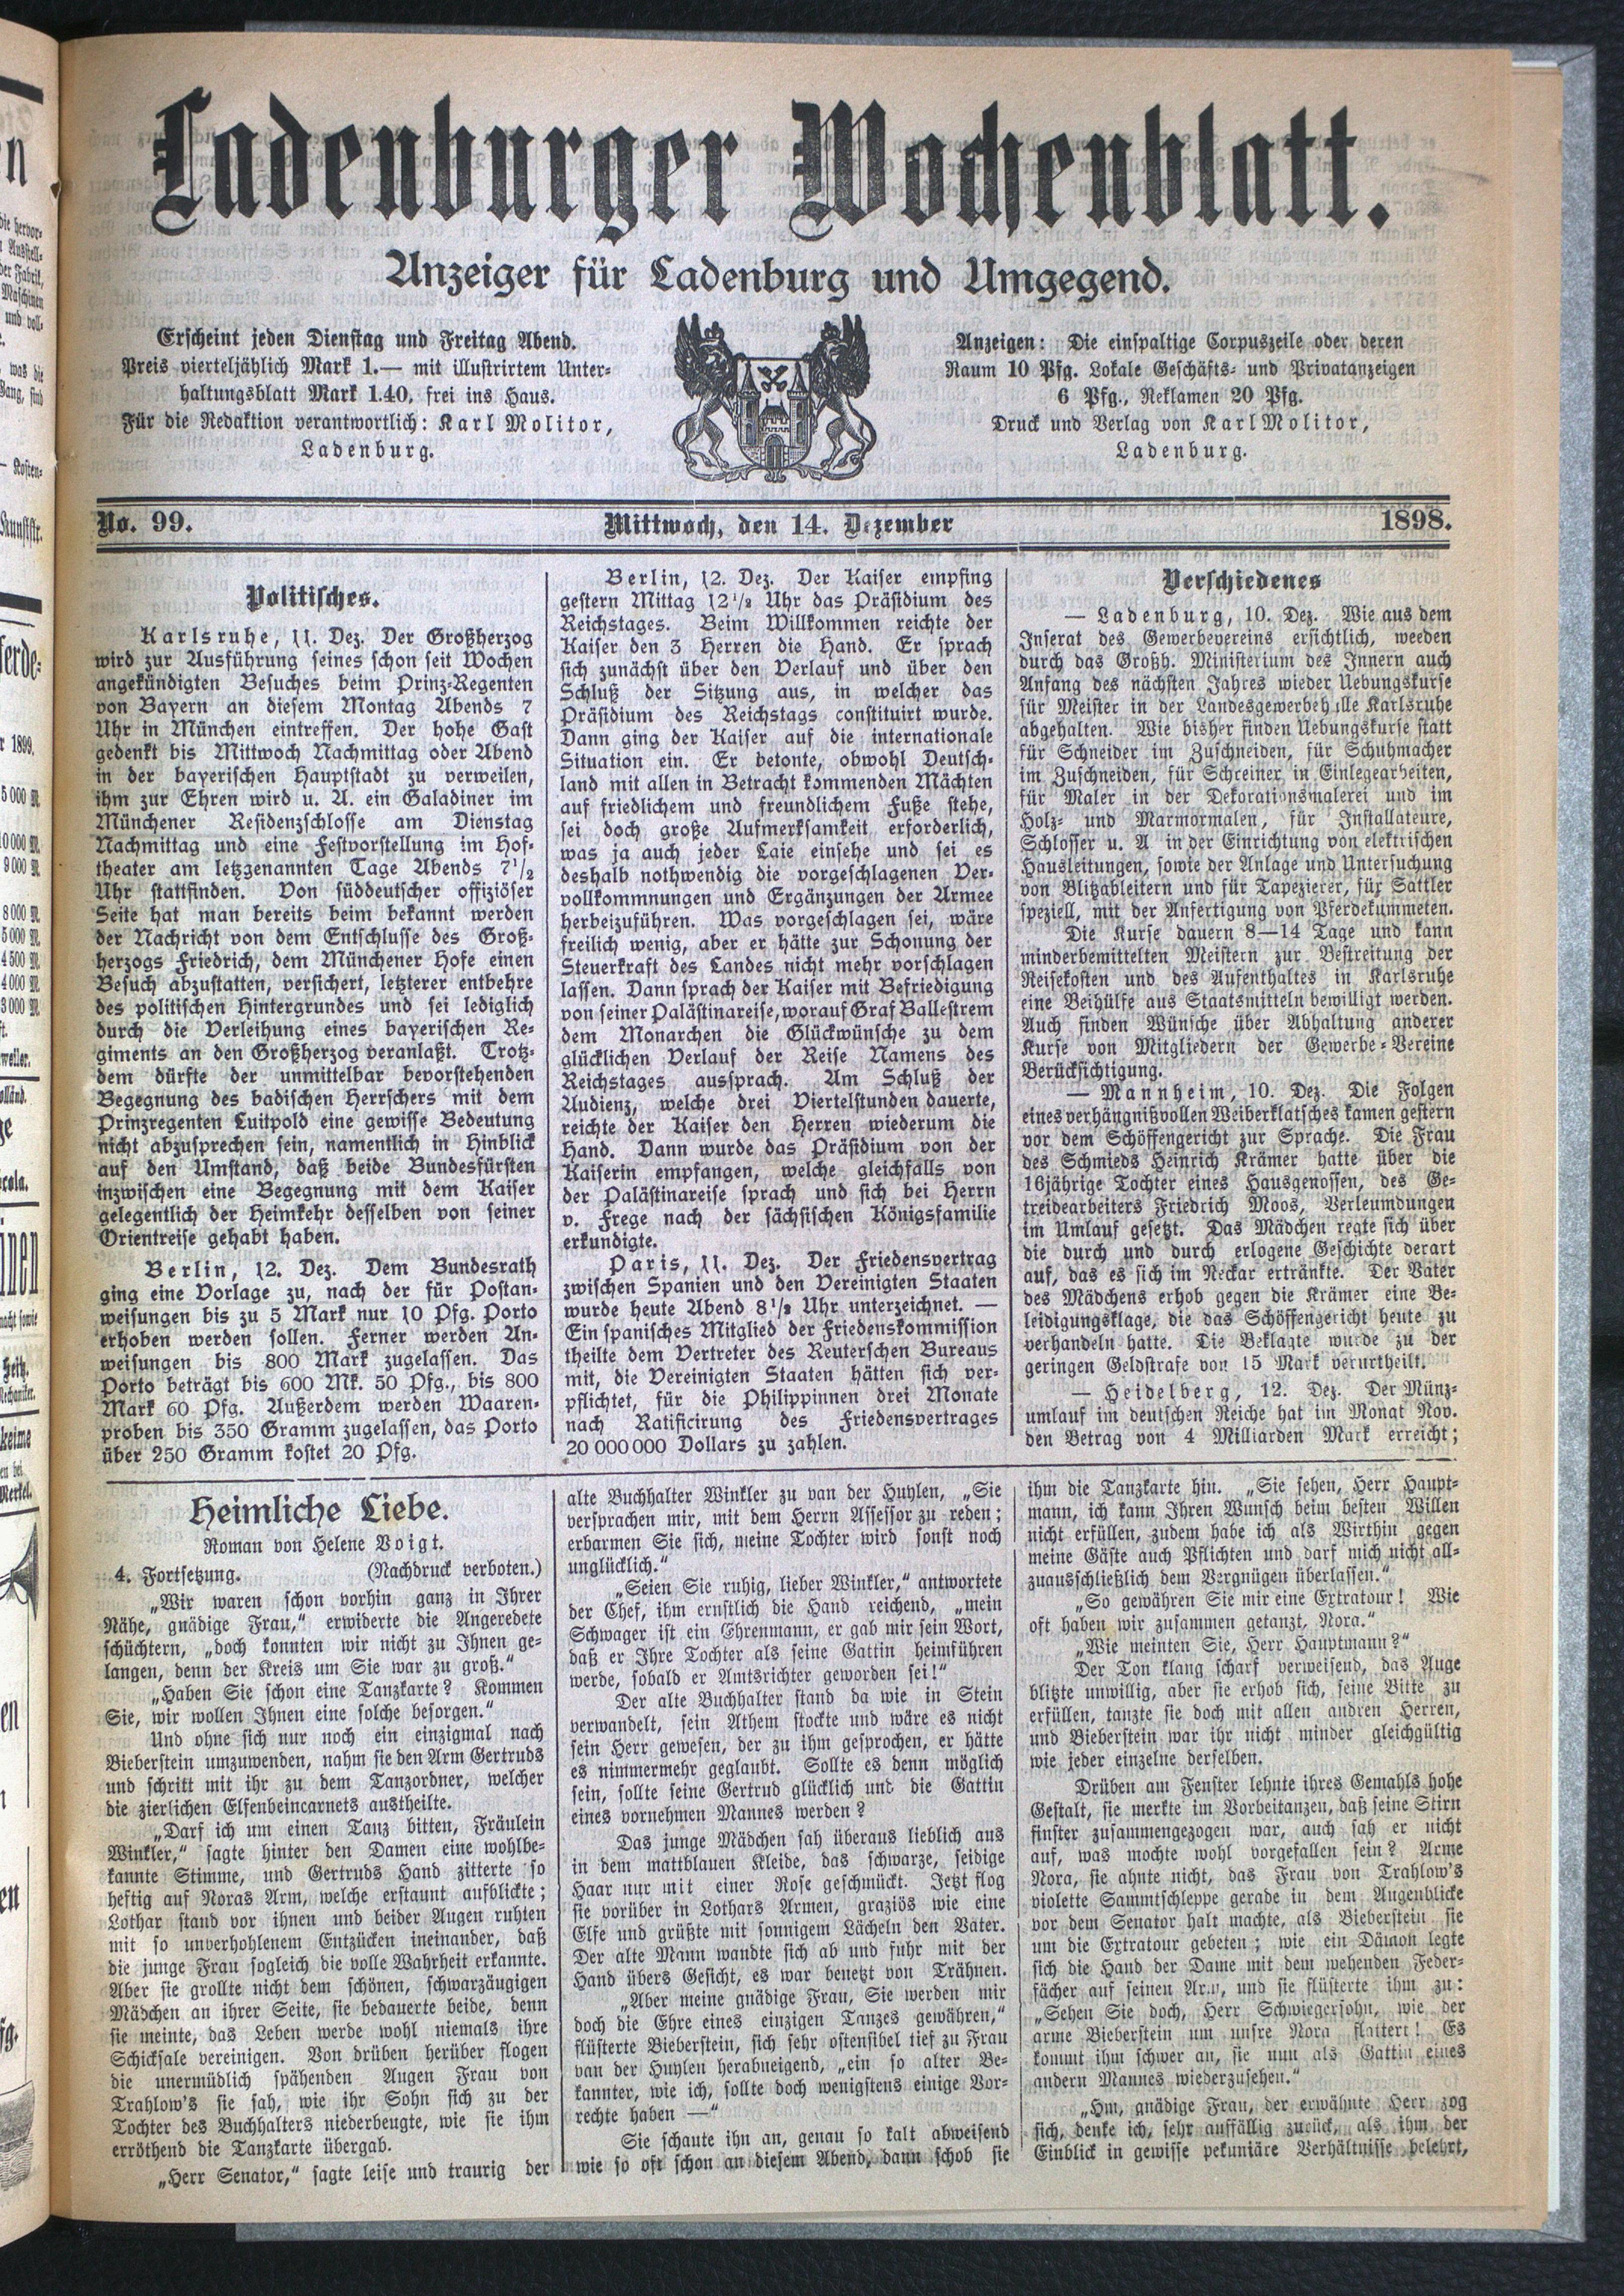 Ladenburger Wochenblatt.
Anzeiger für Ladenburg und Umgegend.
Erscheint jeden Dienstag und Freitag Abend.
Preis vierteljählich Mark 1.— mit illustrirtem Unter-
haltungsblatt Mark 1.40, frei ins Haus.
Für die Redaktion verantwortlich: Karl Molitor,
Ladenburg.
Anzeigen: Die einspaltige Corpuszeile oder deren
Raum 10 Pfg. Lokale Geschäfts- und Privatanzeigen
6 Pfg., Reklamen 20 Pfg.
Druck und Verlag von Karl Molitor,
Ladenburg.
No. 99.
Mittwoch, den 14. Dezember
1898.
Politisches.
Karlsruhe, 11. Dez. Der Großherzog
wird zur Ausführung seines schon seit Wochen
angekündigten Besuches beim Prinz-Regenten
von Bayern an diesem Montag Abends 7
Uhr in München eintreffen. Der hohe Gast
gedenkt bis Mittwoch Nachmittag oder Abend
in der bayerischen Hauptstadt zu verweilen,
ihm zur Ehren wird u. A. ein Galadiner im
Münchener Residenzschlosse am Dienstag
Nachmittag und eine Festvorstellung im Hof-
theater am letztgenannten Tage Abends 7½
Uhr stattfinden. Von süddeutscher offiziöser
Seite hat man bereits beim bekannt werden
der Nachricht von dem Entschlusse des Groß-
herzogs Friedrich, dem Münchener Hofe einen
Besuch abzustatten, versichert, letzterer entbehre
des politischen Hintergrundes und sei lediglich
durch die Verleihung eines bayerischen Re-
giments an den Großherzog veranlaßt. Trotz-
dem dürfte der unmittelbar bevorstehenden
Begegnung des badischen Herrschers mit dem
Prinzregenten Luitpold eine gewisse Bedeutung
nicht abzusprechen sein, namentlich in Hinblick
auf den Umstand, daß beide Bundesfürsten
inzwischen eine Begegnung mit dem Kaiser
gelegentlich der Heimkehr desselben von seiner
Orientreise gehabt haben.
Berlin, 12. Dez. Dem Bundesrath
ging eine Vorlage zu, nach der für Postan-
weisungen bis zu 5 Mark nur 10 Pfg. Porto
erhoben werden sollen. Ferner werden An-
weisungen bis 800 Mark zugelassen. Das
Porto beträgt bis 600 Mk. 50 Pfg., bis 800
Mark 60 Pfg. Außerdem werden Waaren-
proben bis 350 Gramm zugelassen, das Porto
über 250 Gramm kostet 20 Pfg.
Berlin, 12. Dez. Der Kaiser empfing
gestern Mittag 12½ Uhr das Präsidium des
Reichstages. Beim Willkommen reichte der
Kaiser den 3 Herren die Hand. Er sprach
sich zunächst über den Verlauf und über den
Schluß der Sitzung aus, in welcher das
Präsidium des Reichstags constituirt wurde.
Dann ging der Kaiser auf die internationale
Situation ein. Er betonte, obwohl Deutsch-
land mit allen in Betracht kommenden Mächten
auf friedlichem und freundlichem Fuße stehe,
sei doch große Aufmerksamkeit erforderlich,
was ja auch jeder Laie einsehe und sei es
deshalb nothwendig die vorgeschlagenen Ver-
vollkommnungen und Ergänzungen der Armee
herbeizuführen. Was vorgeschlagen sei, wäre
freilich wenig, aber er hätte zur Schonung der
Steuerkraft des Landes nicht mehr vorschlagen
lassen. Dann sprach der Kaiser mit Befriedigung
von seiner Palästinareise, worauf Graf Ballestrem
dem Monarchen die Glückwünsche zu dem
glücklichen Verlauf der Reise Namens des
Reichstages aussprach. Am Schluß der
Audienz, welche drei Viertelstunden dauerte,
reichte der Kaiser den Herren wiederum die
Hand. Dann wurde das Präsidium von der
Kaiserin empfangen, welche gleichfalls von
der Palästinareise sprach und sich bei Herrn
v. Frege nach der sächsischen Königsfamilie
erkundigte.
Paris, 11. Dez. Der Friedensvertrag
zwischen Spanien und den Vereinigten Staaten
wurde heute Abend 8½ Uhr unterzeichnet. —
Ein spanisches Mitglied der Friedenskommission
theilte dem Vertreter des Reuterschen Bureaus
mit, die Vereinigten Staaten hätten sich ver-
pflichtet, für die Philippinnen drei Monate
nach Ratificirung des Friedensvertrages
20 000 000 Dollars zu zahlen.
Verschiedenes
— Ladenburg, 10. Dez. Wie aus dem
Inserat des Gewerbevereins ersichtlich, weeden
durch das Großh. Ministerium des Innern auch
Anfang des nächsten Jahres wieder Uebungskurse
für Meister in der Landesgewerbeh lle Karlsruhe
abgehalten. Wie bisher finden Uebungskurse statt
für Schneider im Zuschneiden, für Schuhmacher
im Zuschneiden, für Schreiner in Einlegearbeiten,
für Maler in der Dekorationsmalerei und im
Holz- und Marmormalen, für Installateure,
Schlosser u. A in der Einrichtung von elektrischen
Hausleitungen, sowie der Anlage und Untersuchung
von Blitzableitern und für Tapezierer, für Sattler
speziell, mit der Anfertigung von Pferdekummeten.
Die Kurse dauern 8—14 Tage und kann
minderbemittelten Meistern zur Bestreitung der
Reisekosten und des Aufenthaltes in Karlsruhe
eine Beihülfe aus Staatsmitteln bewilligt werden.
Auch finden Wünsche über Abhaltung anderer
Kurse von Mitgliedern der Gewerbe-Vereine
Berücksichtigung.
— Mannheim, 10. Dez. Die Folgen
eines verhängnißvollen Weiberklatsches kamen gestern
vor dem Schöffengericht zur Sprache. Die Frau
des Schmieds Heinrich Krämer hatte über die
16jährige Tochter eines Hausgenossen, des Ge-
treidearbeiters Friedrich Moos, Verleumdungen
im Umlauf gesetzt. Das Mädchen regte sich über
die durch und durch erlogene Geschichte derart
auf, das es sich im Neckar ertränkte. Der Vater
des Mädchens erhob gegen die Krämer eine Be-
leidigungsklage, die das Schöffengericht heute zu
verhandeln hatte. Die Beklagte wurde zu der
geringen Geldstrafe von 15 Mark verurtheilt.
— Heidelberg, 12. Dez. Der Münz-
umlauf im deutschen Reiche hat im Monat Nov.
den Betrag von 4 Milliarden Mark erreicht;
Heimliche Liebe.
Roman von Helene Voigt.
4. Fortsetzung. (Nachdruck verboten.)
„Wir waren schon vorhin ganz in Ihrer
Nähe, gnädige Frau,“ erwiderte die Angeredete
schüchtern, „doch konnten wir nicht zu Ihnen ge-
langen, denn der Kreis um Sie war zu groß.“
„Haben Sie schon eine Tanzkarte? Kommen
Sie, wir wollen Ihnen eine solche besorgen.“
Und ohne sich nur noch ein einzigmal nach
Bieberstein umzuwenden, nahm sie den Arm Gertruds
und schritt mit ihr zu dem Tanzordner, welcher
die zierlichen Elfenbeincarnets austheilte.
„Darf ich um einen Tanz bitten, Fräulein
Winkler,“ sagte hinter den Damen eine wohlbe-
kannte Stimme, und Gertruds Hand zitterte so
heftig auf Noras Arm, welche erstaunt aufblickte;
Lothar stand vor ihnen und beider Augen ruhten
mit so unverhohlenem Entzücken ineinander, daß
die junge Frau sogleich die volle Wahrheit erkannte.
Aber sie grollte nicht dem schönen, schwarzäugigen
Mädchen an ihrer Seite, sie bedauerte beide, denn
sie meinte, das Leben werde wohl niemals ihre
Schicksale vereinigen. Von drüben herüber flogen
die unermüdlich spähenden Augen Frau von
Trahlow's sie sah, wie ihr Sohn sich zu der
Tochter des Buchhalters niederbeugte, wie sie ihm
erröthend die Tanzkarte übergab.
„Herr Senator,“ sagte leise und traurig der
alte Buchhalter Winkler zu van der Huylen, „Sie
versprachen mir, mit dem Herrn Assessor zu reden;
erbarmen Sie sich, meine Tochter wird sonst noch
unglücklich.“
„Seien Sie ruhig, lieber Winkler,“ antwortete
der Chef, ihm ernstlich die Hand reichend, „mein
Schwager ist ein Ehrenmann, er gab mir sein Wort,
daß er Ihre Tochter als seine Gattin heimführen
werde, sobald er Amtsrichter geworden sei!“
Der alte Buchhalter stand da wie in Stein
verwandelt, sein Athem stockte und wäre es nicht
sein Herr gewesen, der zu ihm gesprochen, er hätte
es nimmermehr geglaubt. Sollte es denn möglich
sein, sollte seine Gertrud glücklich und die Gattin
eines vornehmen Mannes werden?
Das junge Mädchen sah überaus lieblich aus
in dem mattblauen Kleide, das schwarze, seidige
Haar nur mit einer Rose geschmückt. Jetzt flog
sie vorüber in Lothars Armen, graziös wie eine
Elfe und grüßte mit sonnigem Lächeln den Vater.
Der alte Mann wandte sich ab und fuhr mit der
Hand übers Gesicht, es war benetzt von Trähnen.
„Aber meine gnädige Frau, Sie werden mir
doch die Ehre eines einzigen Tanzes gewähren,“
flüsterte Bieberstein, sich sehr ostensibel tief zu Frau
van der Huylen herabneigend, „ein so alter Be-
kannter, wie ich, sollte doch wenigstens einige Vor-
rechte haben —“
Sie schaute ihn an, genau so kalt abweisend
wie so oft schon an diesem Abend, dann schob sie
ihm die Tanzkarte hin. „Sie sehen, Herr Haupt-
mann, ich kann Ihren Wunsch beim besten Willen
nicht erfüllen, zudem habe ich als Wirthin gegen
meine Gäste auch Pflichten und darf mich nicht all-
zuausschließlich dem Vergnügen überlassen.“
„So gewähren Sie mir eine Extratour! Wie
oft haben wir zusammen getanzt, Nora.“
„Wie meinten Sie, Herr Hauptmann?“
Der Ton klang scharf verweisend, das Auge
blitzte unwillig, aber sie erhob sich, seine Bitte zu
erfüllen, tanzte sie doch mit allen andren Herren,
und Bieberstein war ihr nicht minder gleichgültig
wie jeder einzelne derselben.
Drüben am Fenster lehnte ihres Gemahls hohe
Gestalt, sie merkte im Vorbeitanzen, daß seine Stirn
finster zusammengezogen war, auch sah er nicht
auf, was mochte wohl vorgefallen sein? Arme
Nora, sie ahnte nicht, das Frau von Trahlow's
violette Sammtschleppe gerade in dem Augenblicke
vor dem Senator halt machte, als Bieberstein sie
um die Extratour gebeten; wie ein Dämon legte
sich die Hand der Dame mit dem wehenden Feder-
fächer auf seinen Arm, und sie flüsterte ihm zu:
„Sehen Sie doch, Herr Schwiegersohn, wie der
arme Bieberstein um unsre Nora flattert! Es
kommt ihm schwer an, sie nun als Gattin eines
andern Mannes wiederzusehen.“
„Hm, gnädige Frau, der erwähnte Herr zog
sich, denke ich, sehr auffällig zurück, als ihm der
Einblick in gewisse pekuniäre Verhältnisse belehrt,